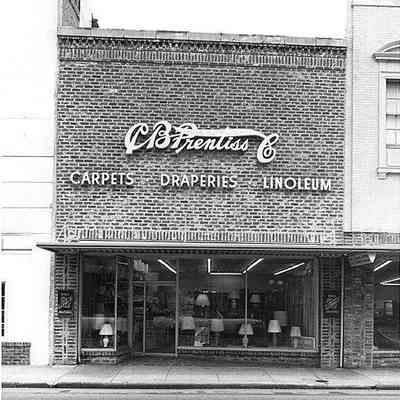 C B Prentiss Co
CARPETS - DRAPERIES - LINOLEUM